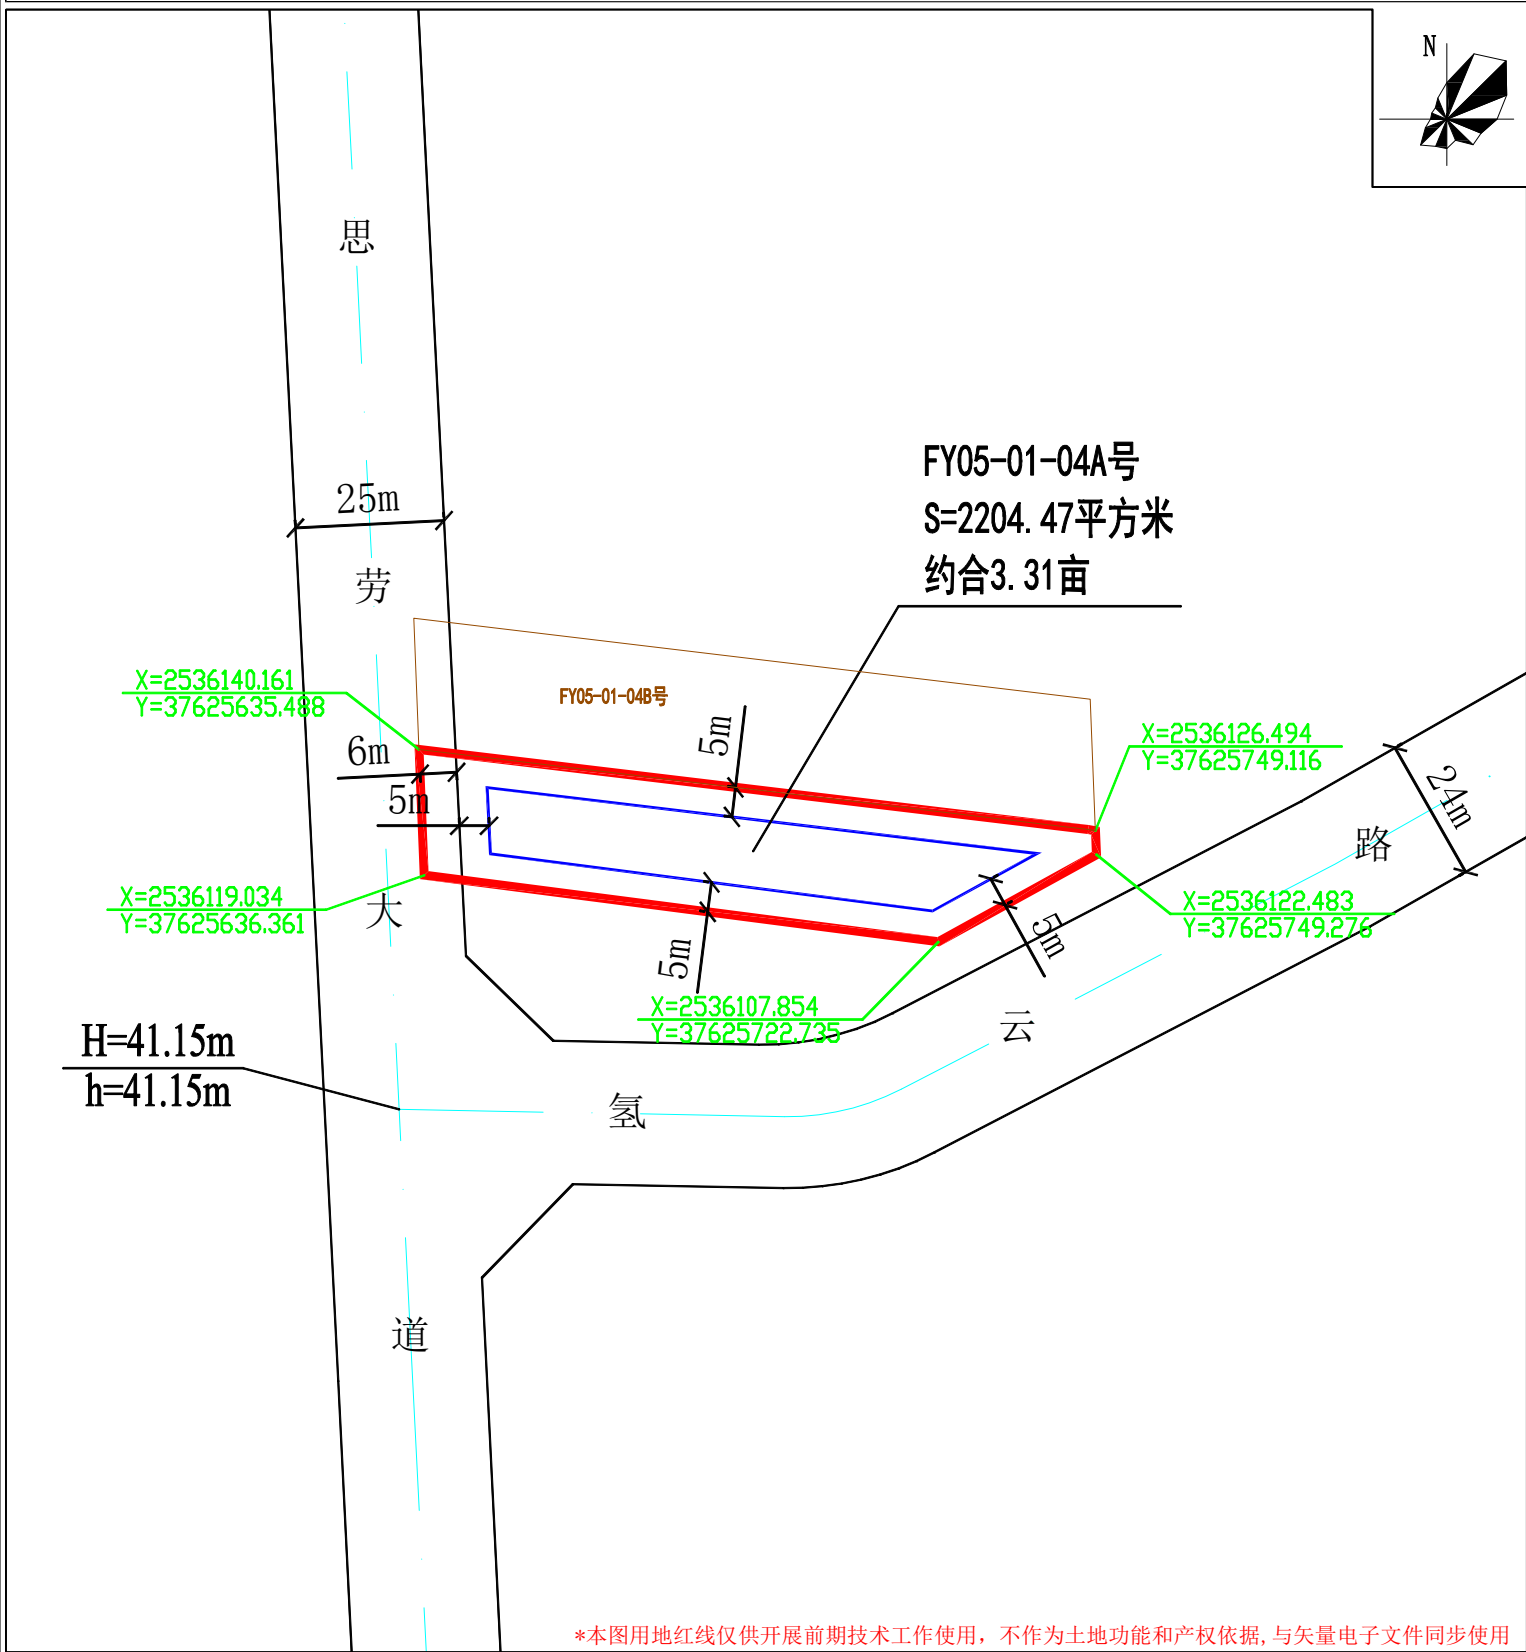 N
思
25m
劳
FY05-01-04A号
S=2204.47平方米
约合3.31亩
X=2536140.161
Y=37625635.488
FY05-01-04B号
5m
6m
5m
X=2536126.494
Y=37625749.116
24m
路
X=2536119.034
Y=37625636.361
大
X=2536122.483
Y=37625749.276
5m
5m
X=2536107.854
Y=37625722.735
云
H=41.15m
h=41.15m
氢
道
*本图用地红线仅供开展前期技术工作使用，不作为土地功能和产权依据,与矢量电子文件同步使用